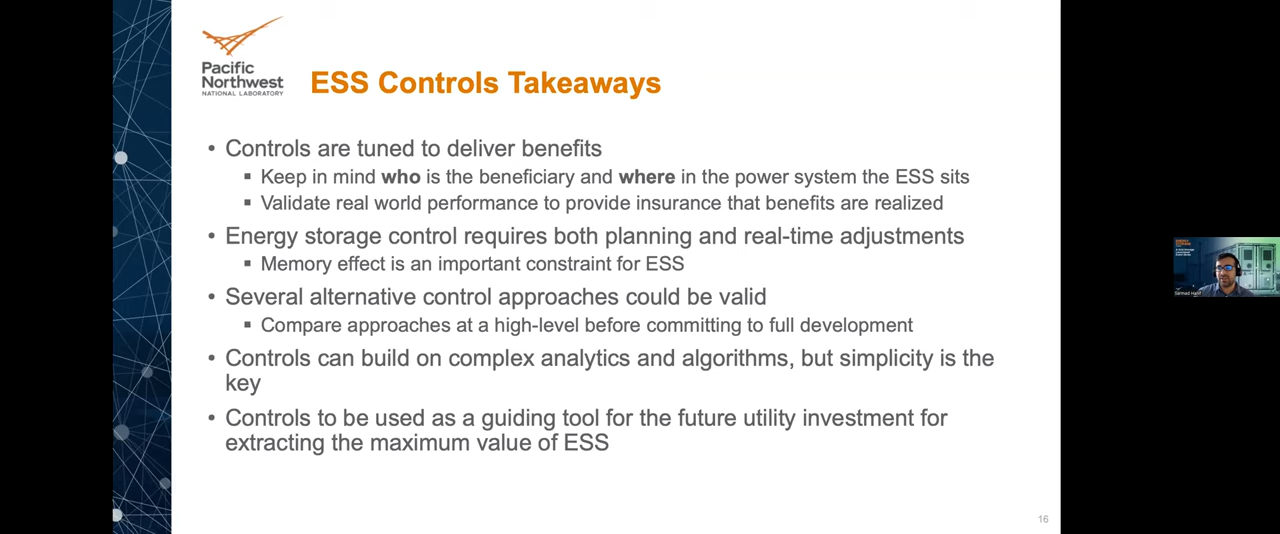 Pacific
Northwest
NATIONAL LABORATORY
ESS Controls Takeaways
• Controls are tuned to deliver benefits
▪ Keep in mind who is the beneficiary and where in the power system the ESS sits
▪ Validate real world performance to provide insurance that benefits are realized
• Energy storage control requires both planning and real-time adjustments
▪ Memory effect is an important constraint for ESS
• Several alternative control approaches could be valid
▪ Compare approaches at a high-level before committing to full development
• Controls can build on complex analytics and algorithms, but simplicity is the
key
• Controls to be used as a guiding tool for the future utility investment for
extracting the maximum value of ESS
16
Sarmad Hanif